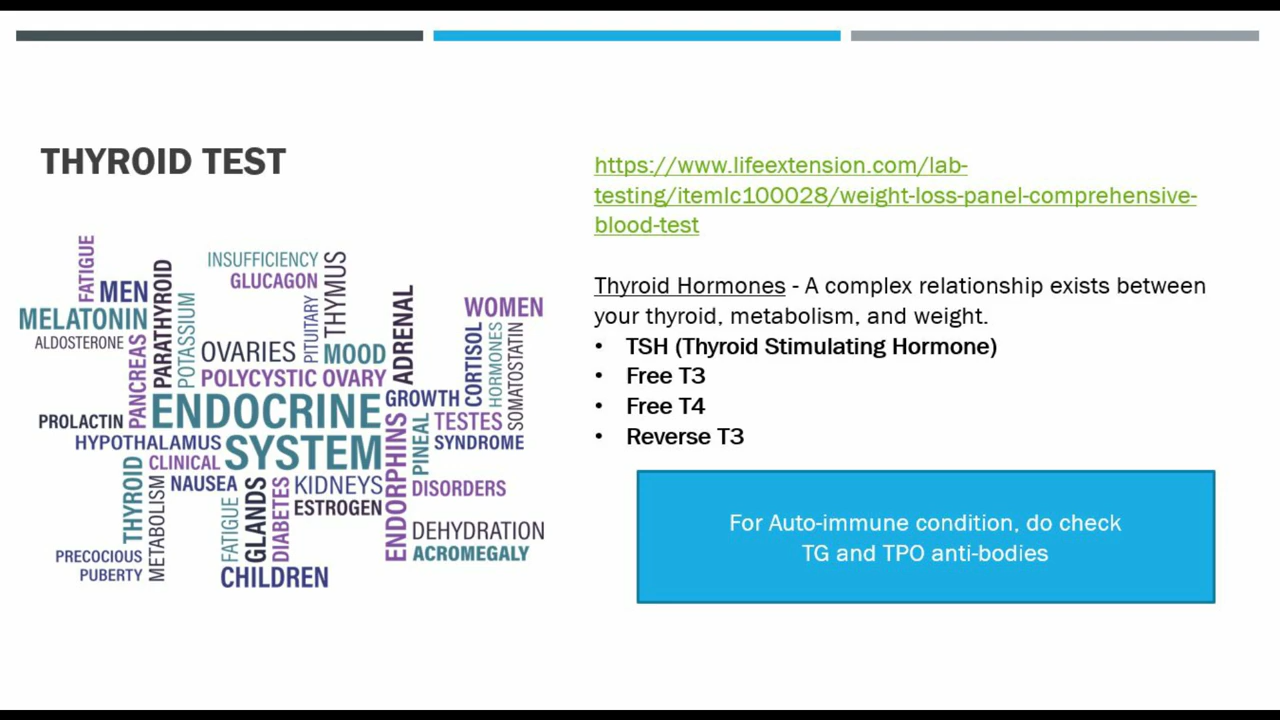 THYROID TEST
FATIGUE
MEN
MELATONIN
ALDOSTERONE
PARATHYROID
POTASSIUM
PANCREAS
INSUFFICIENCY
GLUCAGON
THYMUS
PITUITARY
OVARIES
MOOD
ADRENAL
POLYCYSTIC OVARY
WOMEN
CORTISOL
HORMONES
SOMATOSTATIN
PROLACTIN
ENDOCRINE
GROWTH
HYPOTHALAMUS
SYSTEM
ENDORPHINS
PINEAL
TESTES
SYNDROME
CLINICAL
THYROID
METABOLISM
NAUSEA
FATIGUE
GLANDS
DIABETES
KIDNEYS
ESTROGEN
DISORDERS
DEHYDRATION
ACROMEGALY
PRECOCIOUS
PUBERTY
CHILDREN
https://www.lifeextension.com/lab-
testing/itemlc100028/weight-loss-panel-comprehensive-
blood-test
Thyroid Hormones - A complex relationship exists between
your thyroid, metabolism, and weight.
• TSH (Thyroid Stimulating Hormone)
• Free T3
• Free T4
• Reverse T3
For Auto-immune condition, do check
TG and TPO anti-bodies